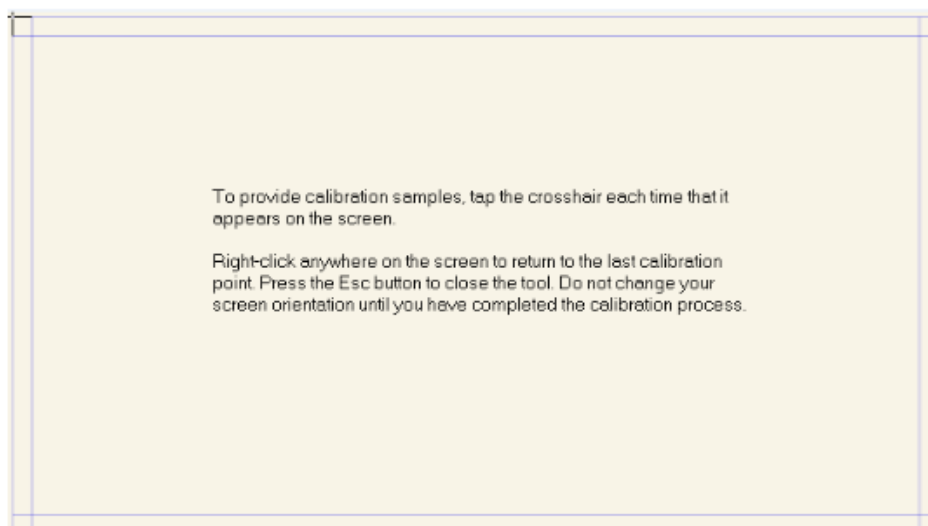 To provide calibration samples, tap the crosshair each time that it
appears on the screen.
Right-click anywhere on the screen to return to the last calibration
point. Press the Esc button to close the tool. Do not change your
screen orientation until you have completed the calibration process.